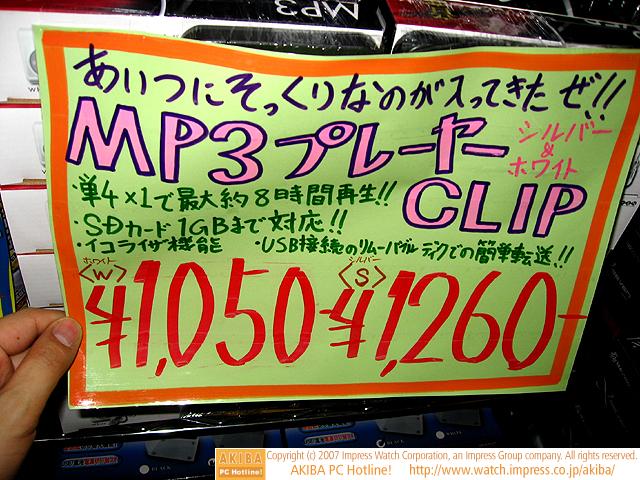 MP3
あいつにそっくりなのが入ってきたぜ!!
MP3プレーヤー
シルバー
&
ホワイト
CLIP
・単4×1で最大約8時間再生!!
・SDカード1GBまで対応!!
・イコライザ機能 ・USB接続のリムーバブルディクでの簡単転送!!
ホワイト
<W>
¥1,050
シルバー
<S>
¥1,260-
BLACK
WHITE
AKIBA
PC Hotline!
Copyright (c) 2007 Impress Watch Corporation, an Impress Group company. All rights reserved.
AKIBA PC Hotline! http://www.watch.impress.co.jp/akiba/